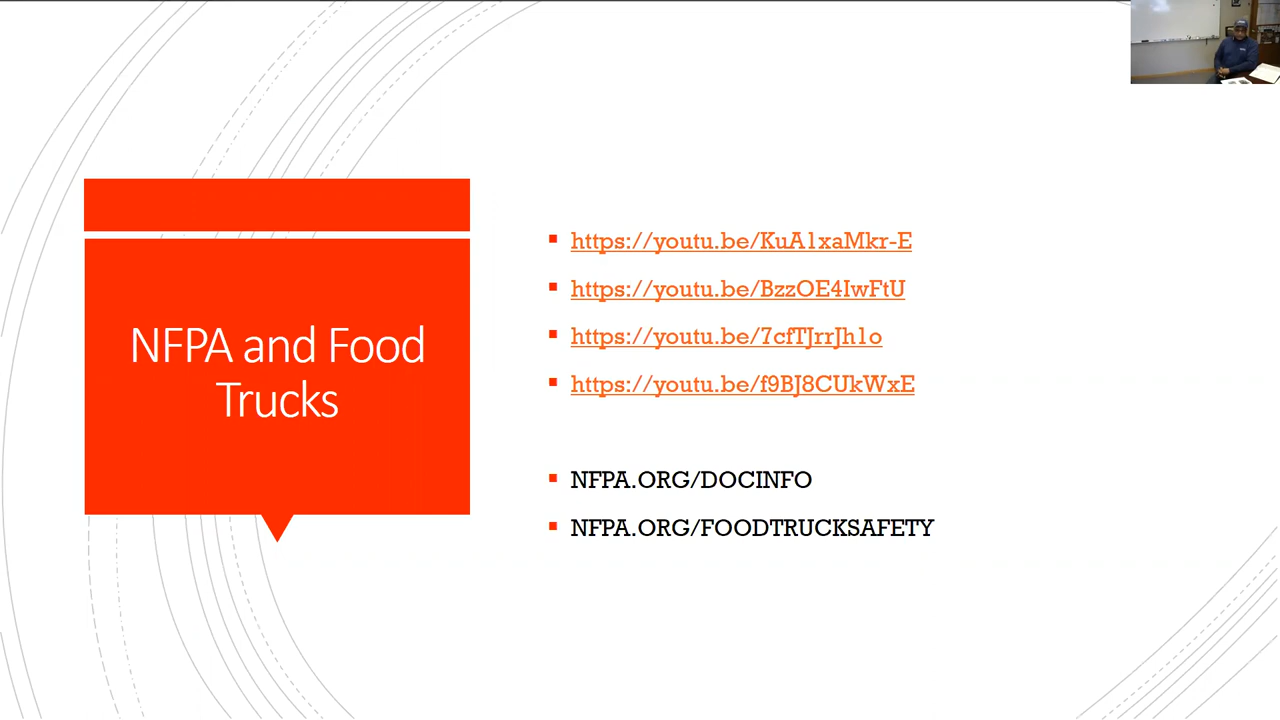 NFPA and Food
Trucks
https://youtu.be/KuA1xaMkr-E
https://youtu.be/BzzOE4IwFtU
https://youtu.be/7cfTJrrJh1o
https://youtu.be/f9BJ8CUkWxE
NFPA.ORG/DOCINFO
NFPA.ORG/FOODTRUCKSAFETY